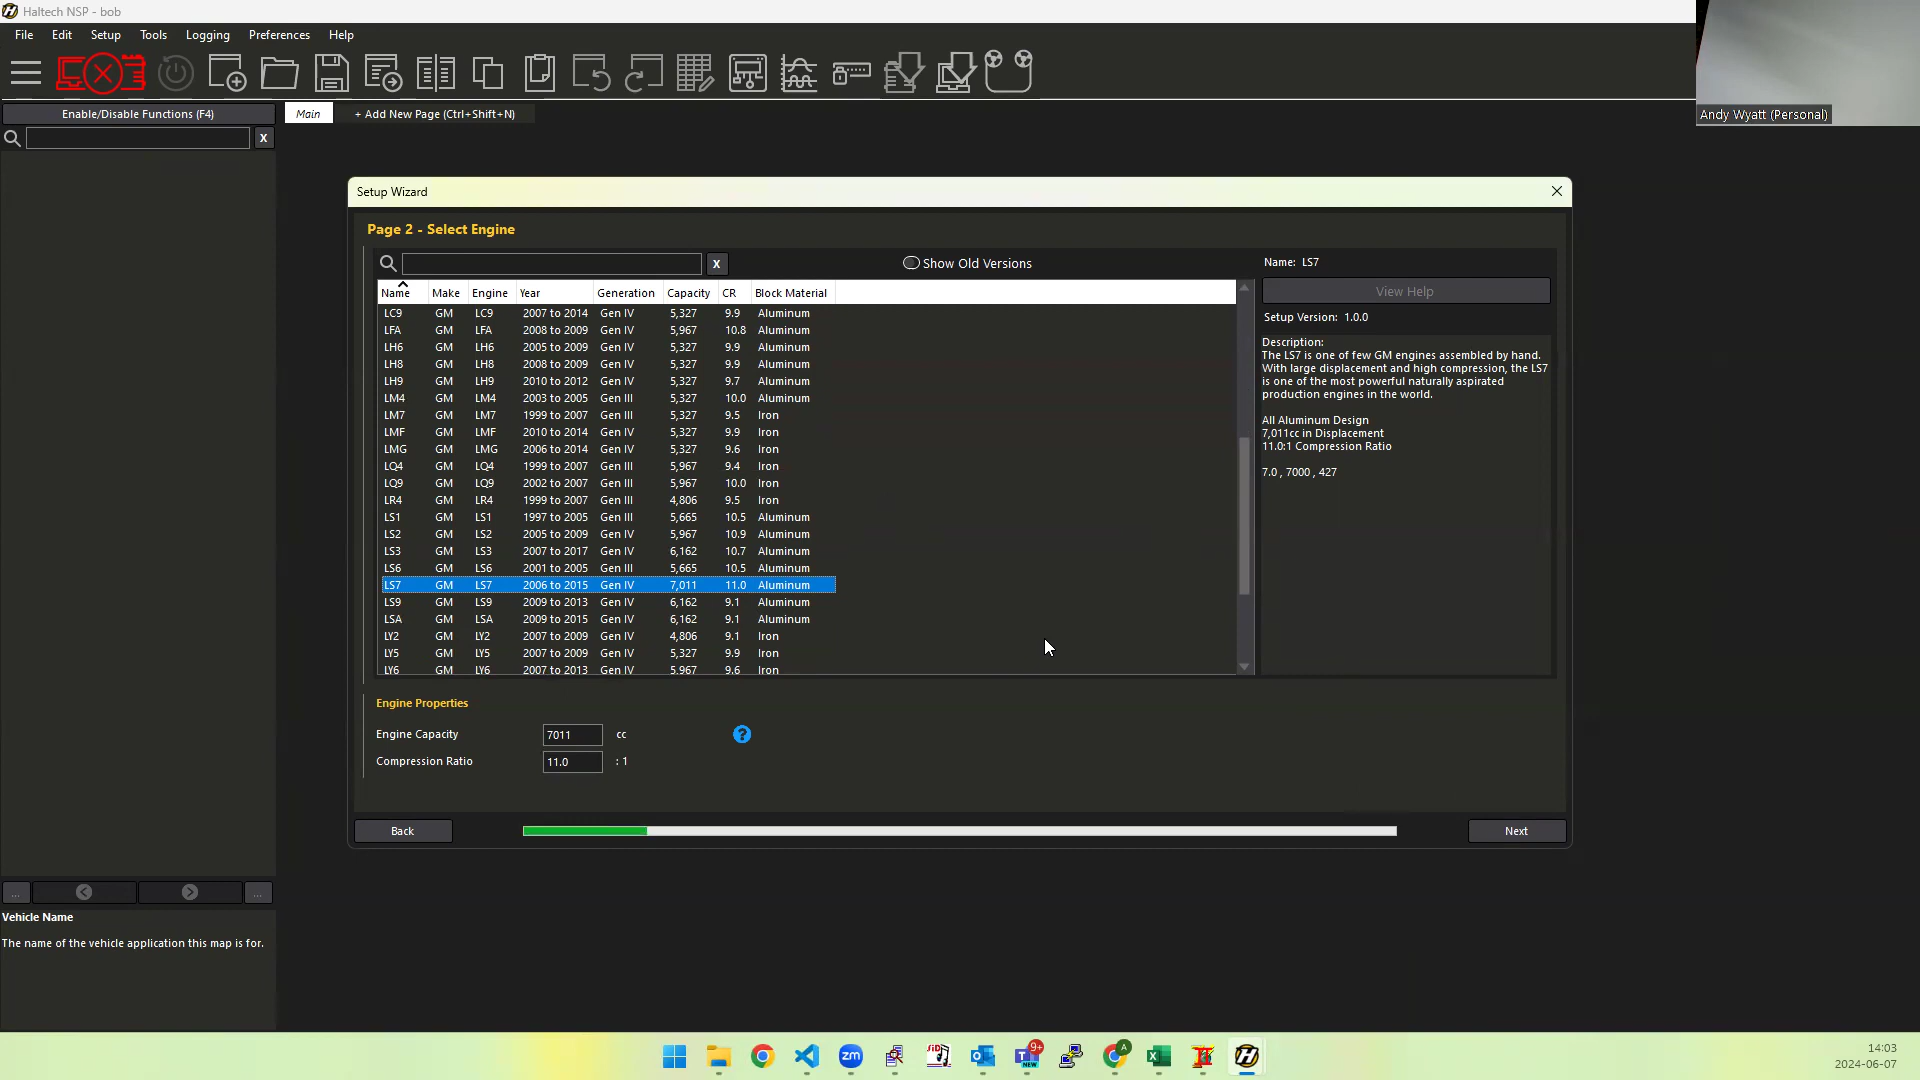 Haltech NSP - bob
File Edit Setup Tools Logging Preferences Help
Andy Wyatt (Personal)
Enable/Disable Functions (F4)
Main + Add New Page (Ctrl+Shift+N)
X
Setup Wizard
Page 2 - Select Engine
X Show Old Versions
Name Make Engine Year Generation Capacity CR Block Material
LC9 GM LC9 2007 to 2014 Gen IV 5,327 9.9 Aluminum
LFA GM LFA 2008 to 2009 Gen IV 5,967 10.8 Aluminum
LH6 GM LH6 2005 to 2009 Gen IV 5,327 9.9 Aluminum
LH8 GM LH8 2008 to 2009 Gen IV 5,327 9.9 Aluminum
LH9 GM LH9 2010 to 2012 Gen IV 5,327 9.7 Aluminum
LM4 GM LM4 2003 to 2005 Gen III 5,327 10.0 Aluminum
LM7 GM LM7 1999 to 2007 Gen III 5,327 9.5 Iron
LMF GM LMF 2010 to 2014 Gen IV 5,327 9.9 Iron
LMG GM LMG 2006 to 2014 Gen IV 5,327 9.6 Iron
LQ4 GM LQ4 1999 to 2007 Gen III 5,967 9.4 Iron
LQ9 GM LQ9 2002 to 2007 Gen III 5,967 10.0 Iron
LR4 GM LR4 1999 to 2007 Gen III 4,806 9.5 Iron
LS1 GM LS1 1997 to 2005 Gen III 5,665 10.5 Aluminum
LS2 GM LS2 2005 to 2009 Gen IV 5,967 10.9 Aluminum
LS3 GM LS3 2007 to 2017 Gen IV 6,162 10.7 Aluminum
LS6 GM LS6 2001 to 2005 Gen III 5,665 10.5 Aluminum
LS7 GM LS7 2006 to 2015 Gen IV 7,011 11.0 Aluminum
LS9 GM LS9 2009 to 2013 Gen IV 6,162 9.1 Aluminum
LSA GM LSA 2009 to 2015 Gen IV 6,162 9.1 Aluminum
LY2 GM LY2 2007 to 2009 Gen IV 4,806 9.1 Iron
LY5 GM LY5 2007 to 2009 Gen IV 5,327 9.9 Iron
LY6 GM LY6 2007 to 2013 Gen IV 5,967 9.6 Iron
Name: LS7
View Help
Setup Version: 1.0.0
Description:
The LS7 is one of few GM engines assembled by hand.
With large displacement and high compression, the LS7
is one of the most powerful naturally aspirated
production engines in the world.
All Aluminum Design
7,011cc in Displacement
11.0:1 Compression Ratio
7.0 , 7000 , 427
Engine Properties
Engine Capacity 7011 cc ?
Compression Ratio 11.0 : 1
Back Next
... < > ...
Vehicle Name
The name of the vehicle application this map is for.
zm SiD T 9+ NEW A H
14:03
2024-06-07